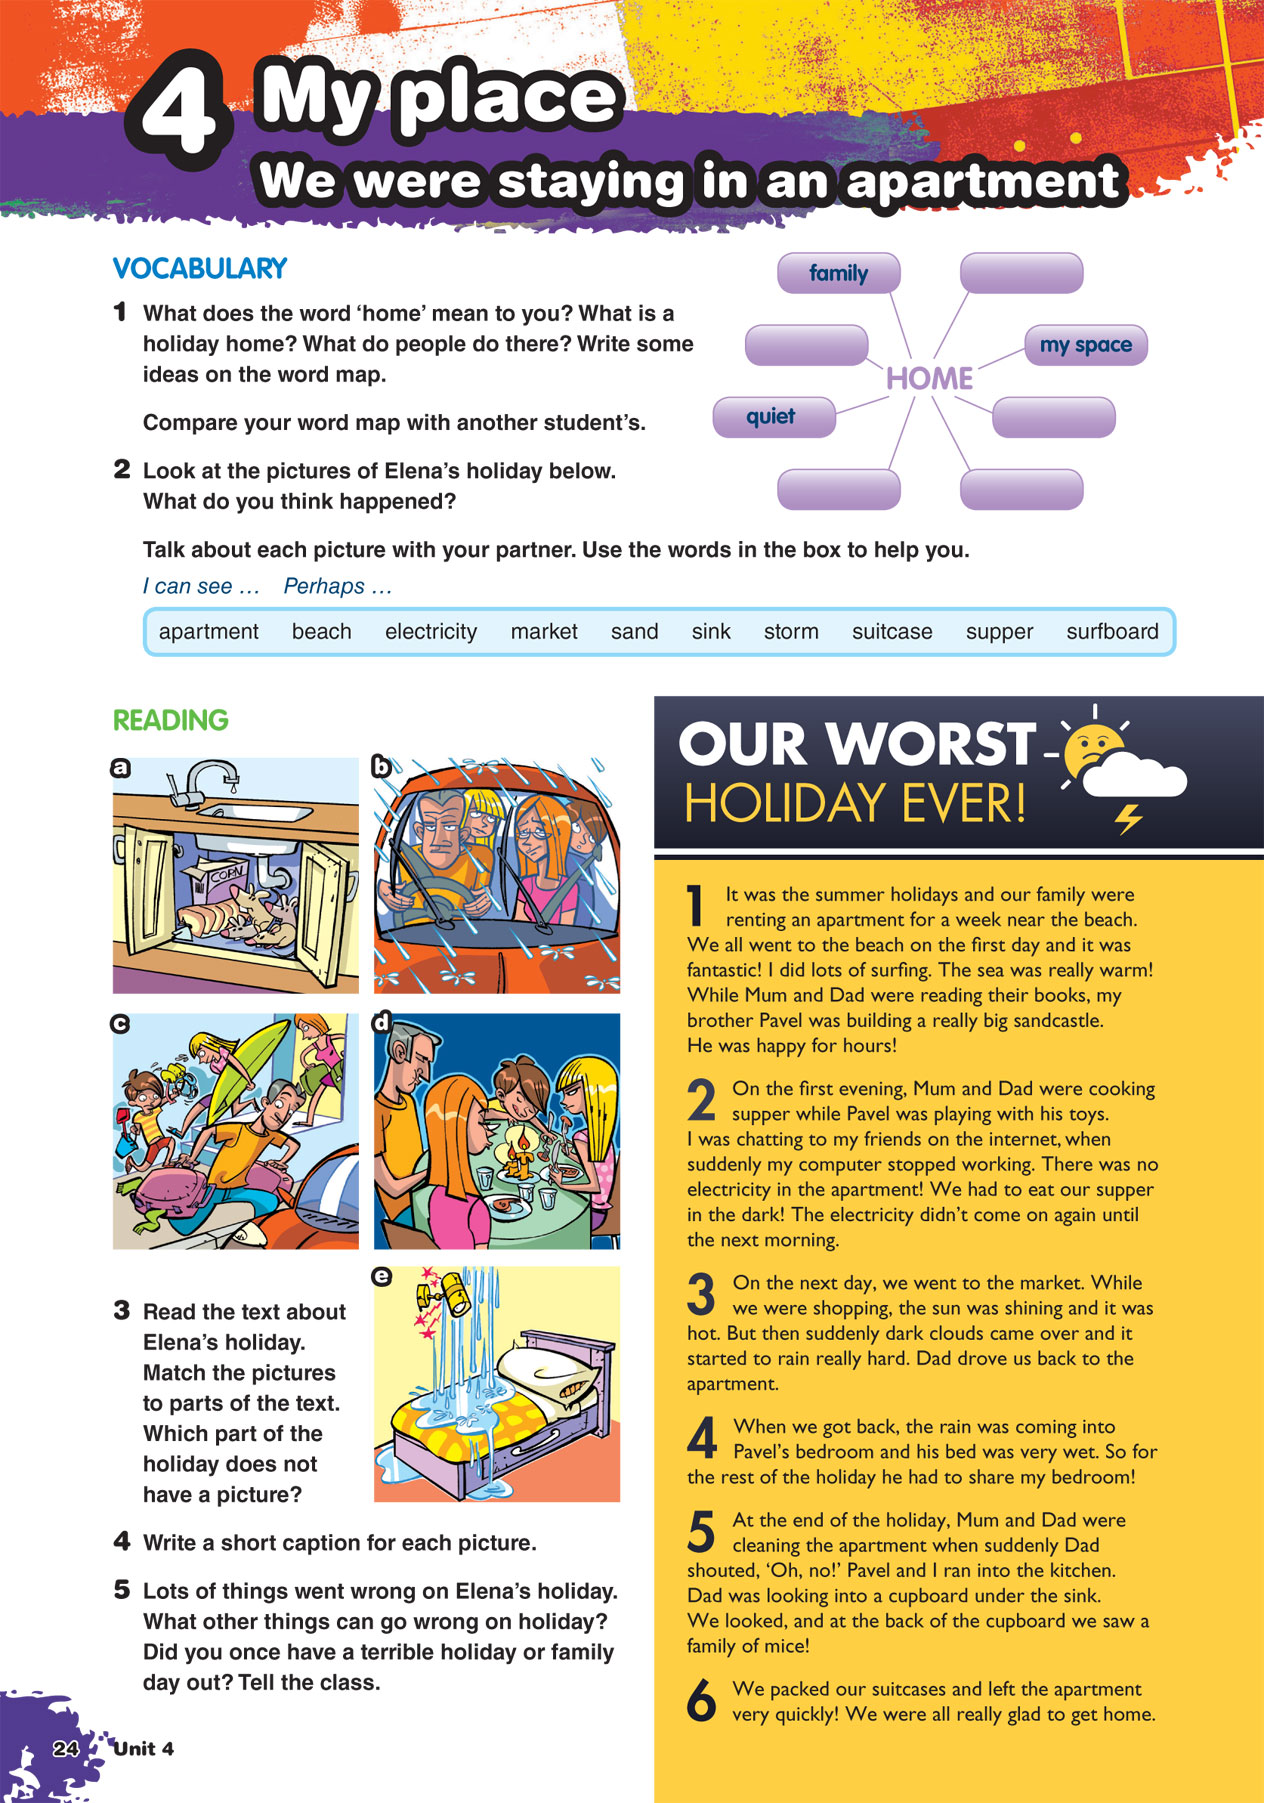 4 My place
We were staying in an apartment
VOCABULARY
1 What does the word ‘home’ mean to you? What is a
holiday home? What do people do there? Write some
ideas on the word map.
Compare your word map with another student’s.
family
my space
HOME
quiet
2 Look at the pictures of Elena’s holiday below.
What do you think happened?
Talk about each picture with your partner. Use the words in the box to help you.
I can see … Perhaps …
apartment beach electricity market sand sink storm suitcase supper surfboard
READING
a
CORN
b
c
d
e
3 Read the text about
Elena’s holiday.
Match the pictures
to parts of the text.
Which part of the
holiday does not
have a picture?
4 Write a short caption for each picture.
5 Lots of things went wrong on Elena’s holiday.
What other things can go wrong on holiday?
Did you once have a terrible holiday or family
day out? Tell the class.
OUR WORST
HOLIDAY EVER!
1 It was the summer holidays and our family were
renting an apartment for a week near the beach.
We all went to the beach on the first day and it was
fantastic! I did lots of surfing. The sea was really warm!
While Mum and Dad were reading their books, my
brother Pavel was building a really big sandcastle.
He was happy for hours!
2 On the first evening, Mum and Dad were cooking
supper while Pavel was playing with his toys.
I was chatting to my friends on the internet, when
suddenly my computer stopped working. There was no
electricity in the apartment! We had to eat our supper
in the dark! The electricity didn’t come on again until
the next morning.
3 On the next day, we went to the market. While
we were shopping, the sun was shining and it was
hot. But then suddenly dark clouds came over and it
started to rain really hard. Dad drove us back to the
apartment.
4 When we got back, the rain was coming into
Pavel’s bedroom and his bed was very wet. So for
the rest of the holiday he had to share my bedroom!
5 At the end of the holiday, Mum and Dad were
cleaning the apartment when suddenly Dad
shouted, ‘Oh, no!’ Pavel and I ran into the kitchen.
Dad was looking into a cupboard under the sink.
We looked, and at the back of the cupboard we saw a
family of mice!
6 We packed our suitcases and left the apartment
very quickly! We were all really glad to get home.
24 Unit 4